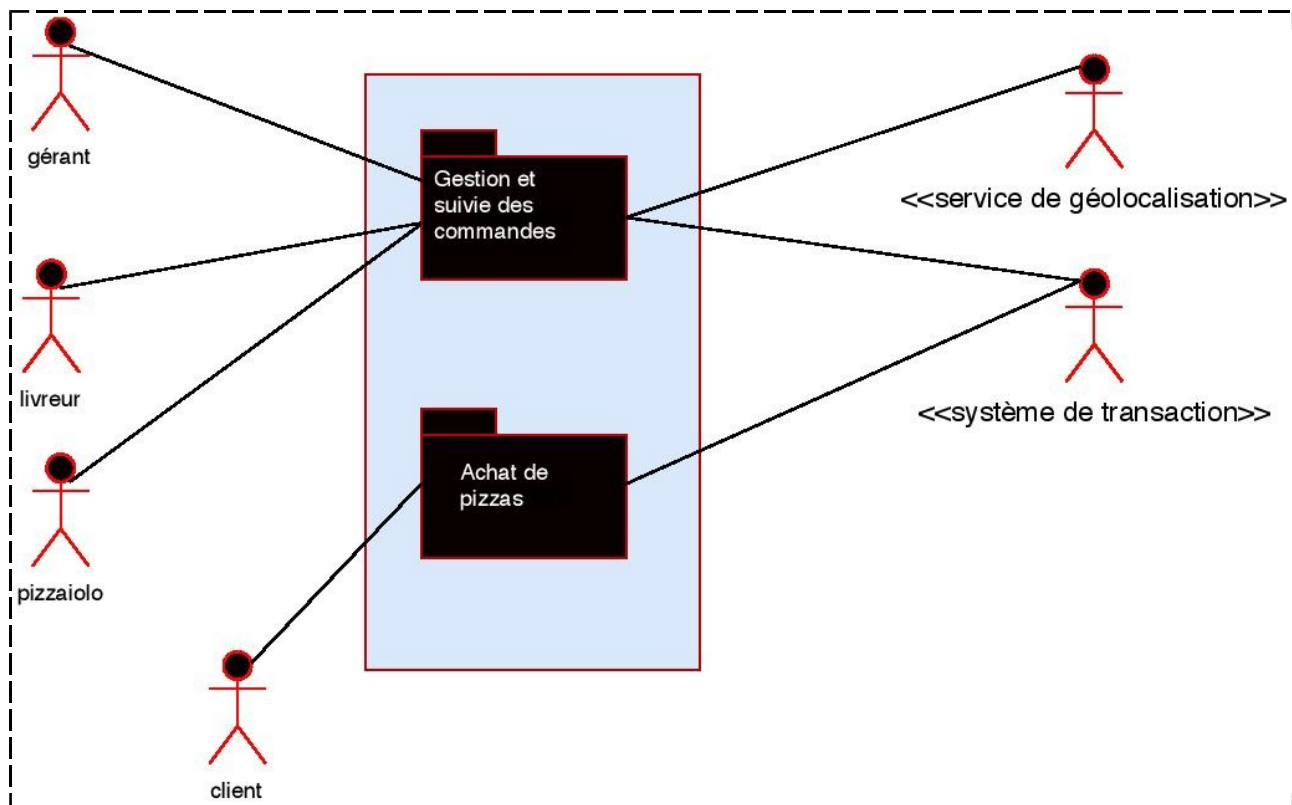 gérant
Gestion et
suivie des
commandes
<<service de géolocalisation>>
livreur
<<système de transaction>>
Achat de
pizzas
pizzaiolo
client